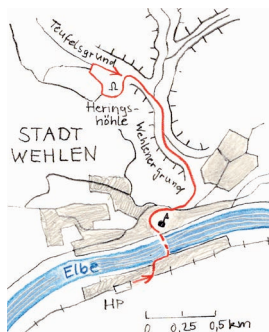 Teufelsgrund
Herings-
höhle
Wehlener Grund
STADT
WEHLEN
Elbe
HP
0 0,25 0,5 km